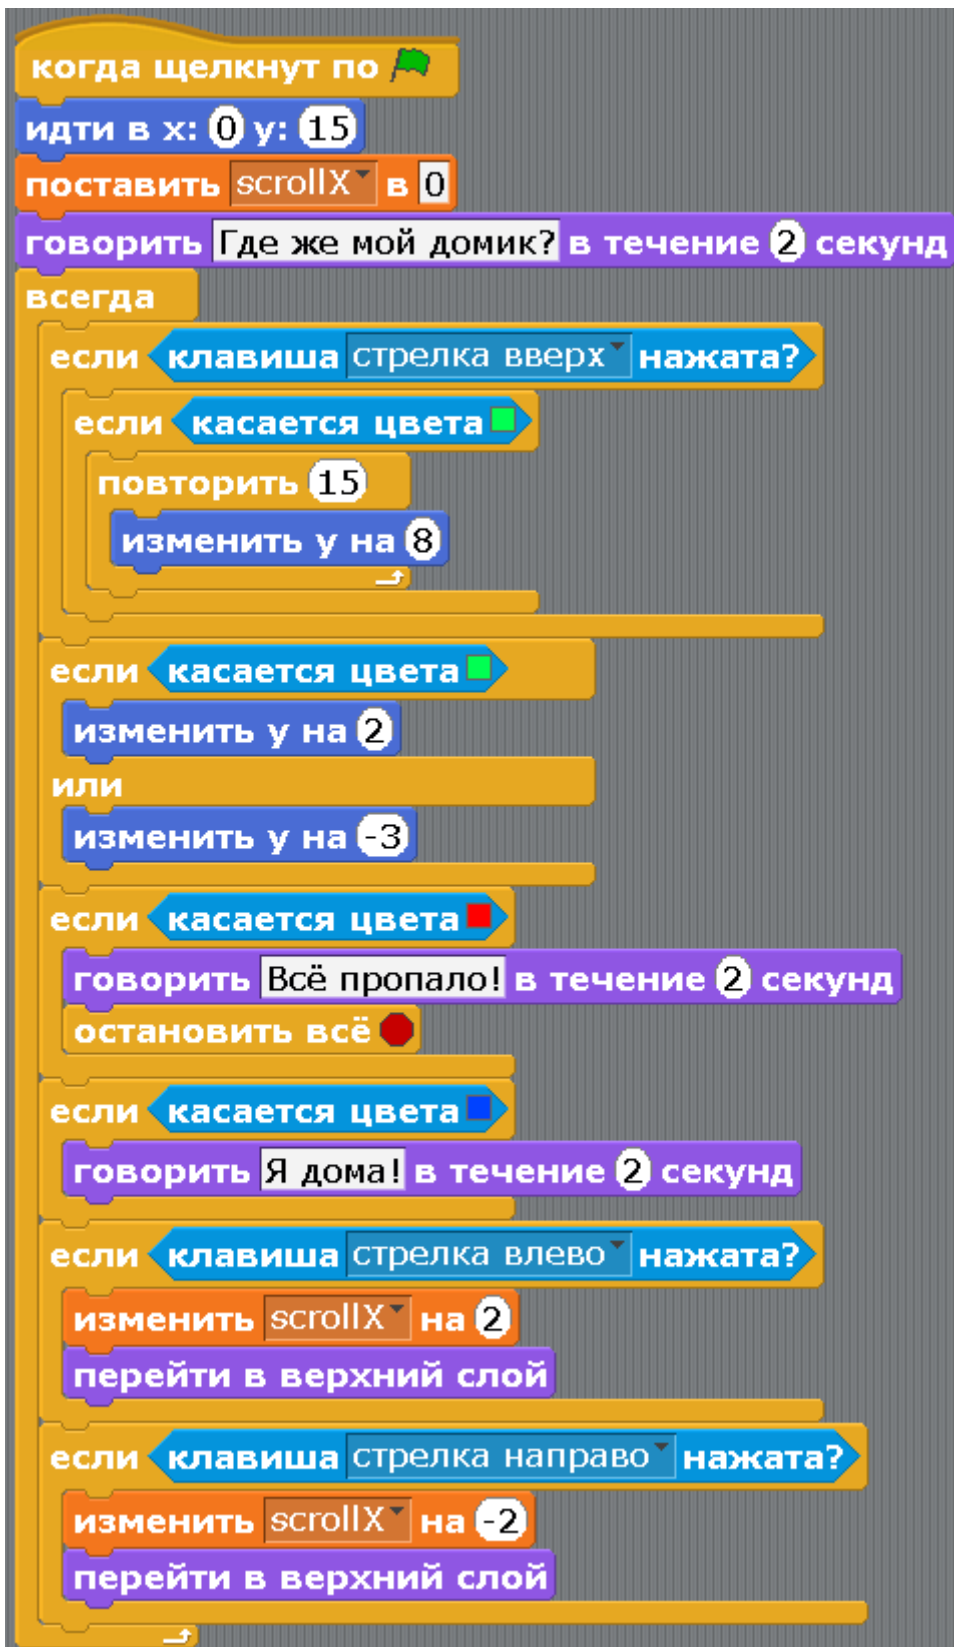 когда щелкнут по
идти в x: 0 y: 15
поставить scrollX в 0
говорить Где же мой домик? в течение 2 секунд
всегда
если клавиша стрелка вверх нажата?
если касается цвета
повторить 15
изменить y на 8
если касается цвета
изменить y на 2
или
изменить y на -3
если касается цвета
говорить Всё пропало! в течение 2 секунд
остановить всё
если касается цвета
говорить Я дома! в течение 2 секунд
если клавиша стрелка влево нажата?
изменить scrollX на 2
перейти в верхний слой
если клавиша стрелка направо нажата?
изменить scrollX на -2
перейти в верхний слой